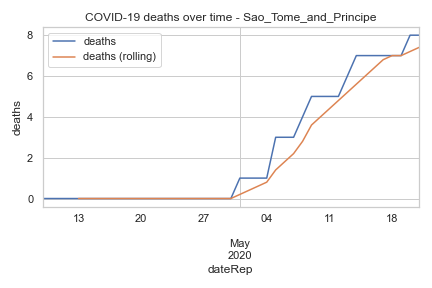 COVID-19 deaths over time - Sao_Tome_and_Principe
deaths
deaths (rolling)
8
6
4
2
0
deaths
13 20 27 04 11 18
May
2020
dateRep